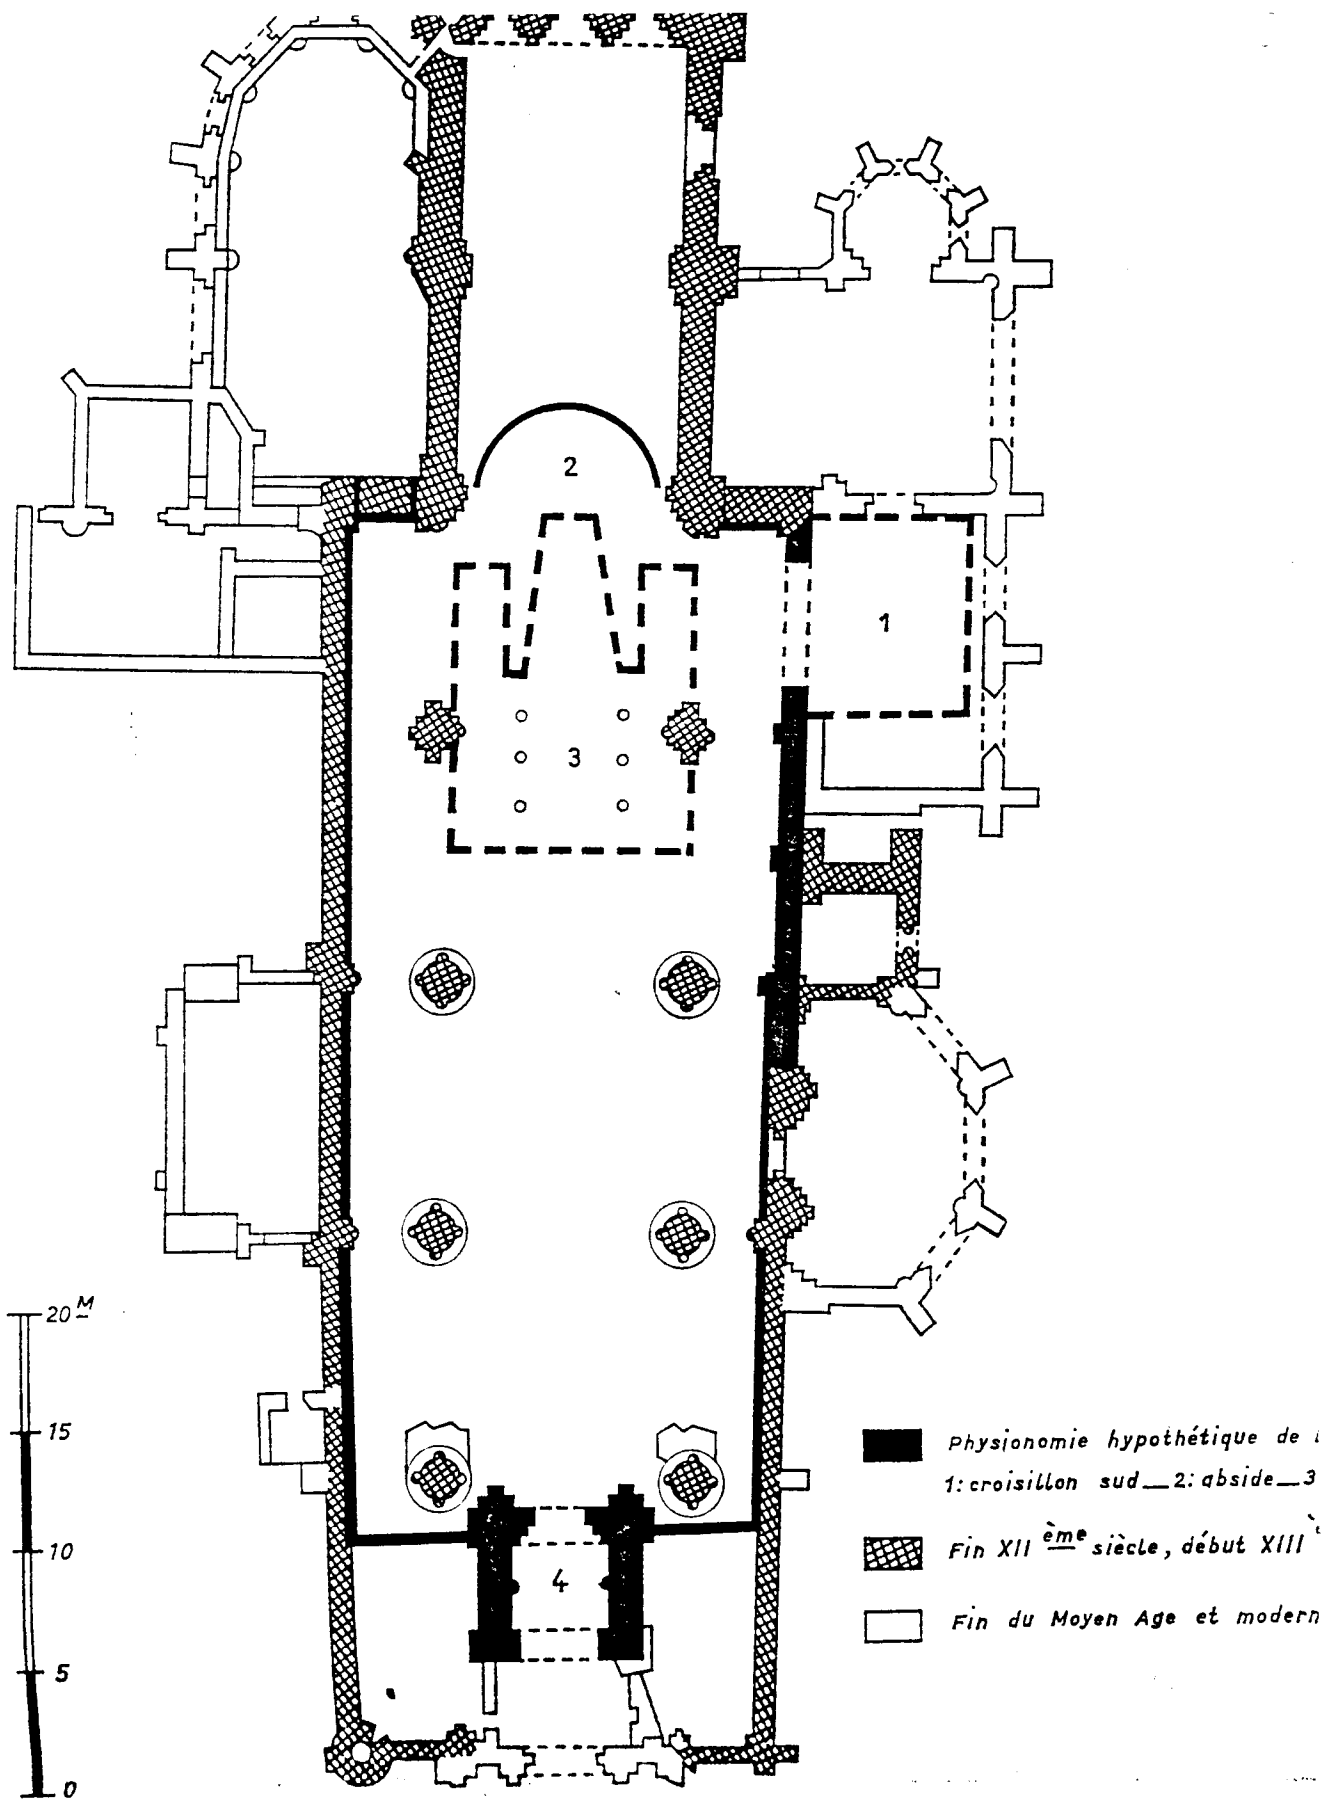 2
1
3
20 M
15
10
5
0
4
Physionomie hypothétique de
1: croisillon sud _ 2: abside _ 3
Fin XII ème siècle, début XIII
Fin du Moyen Age et modern